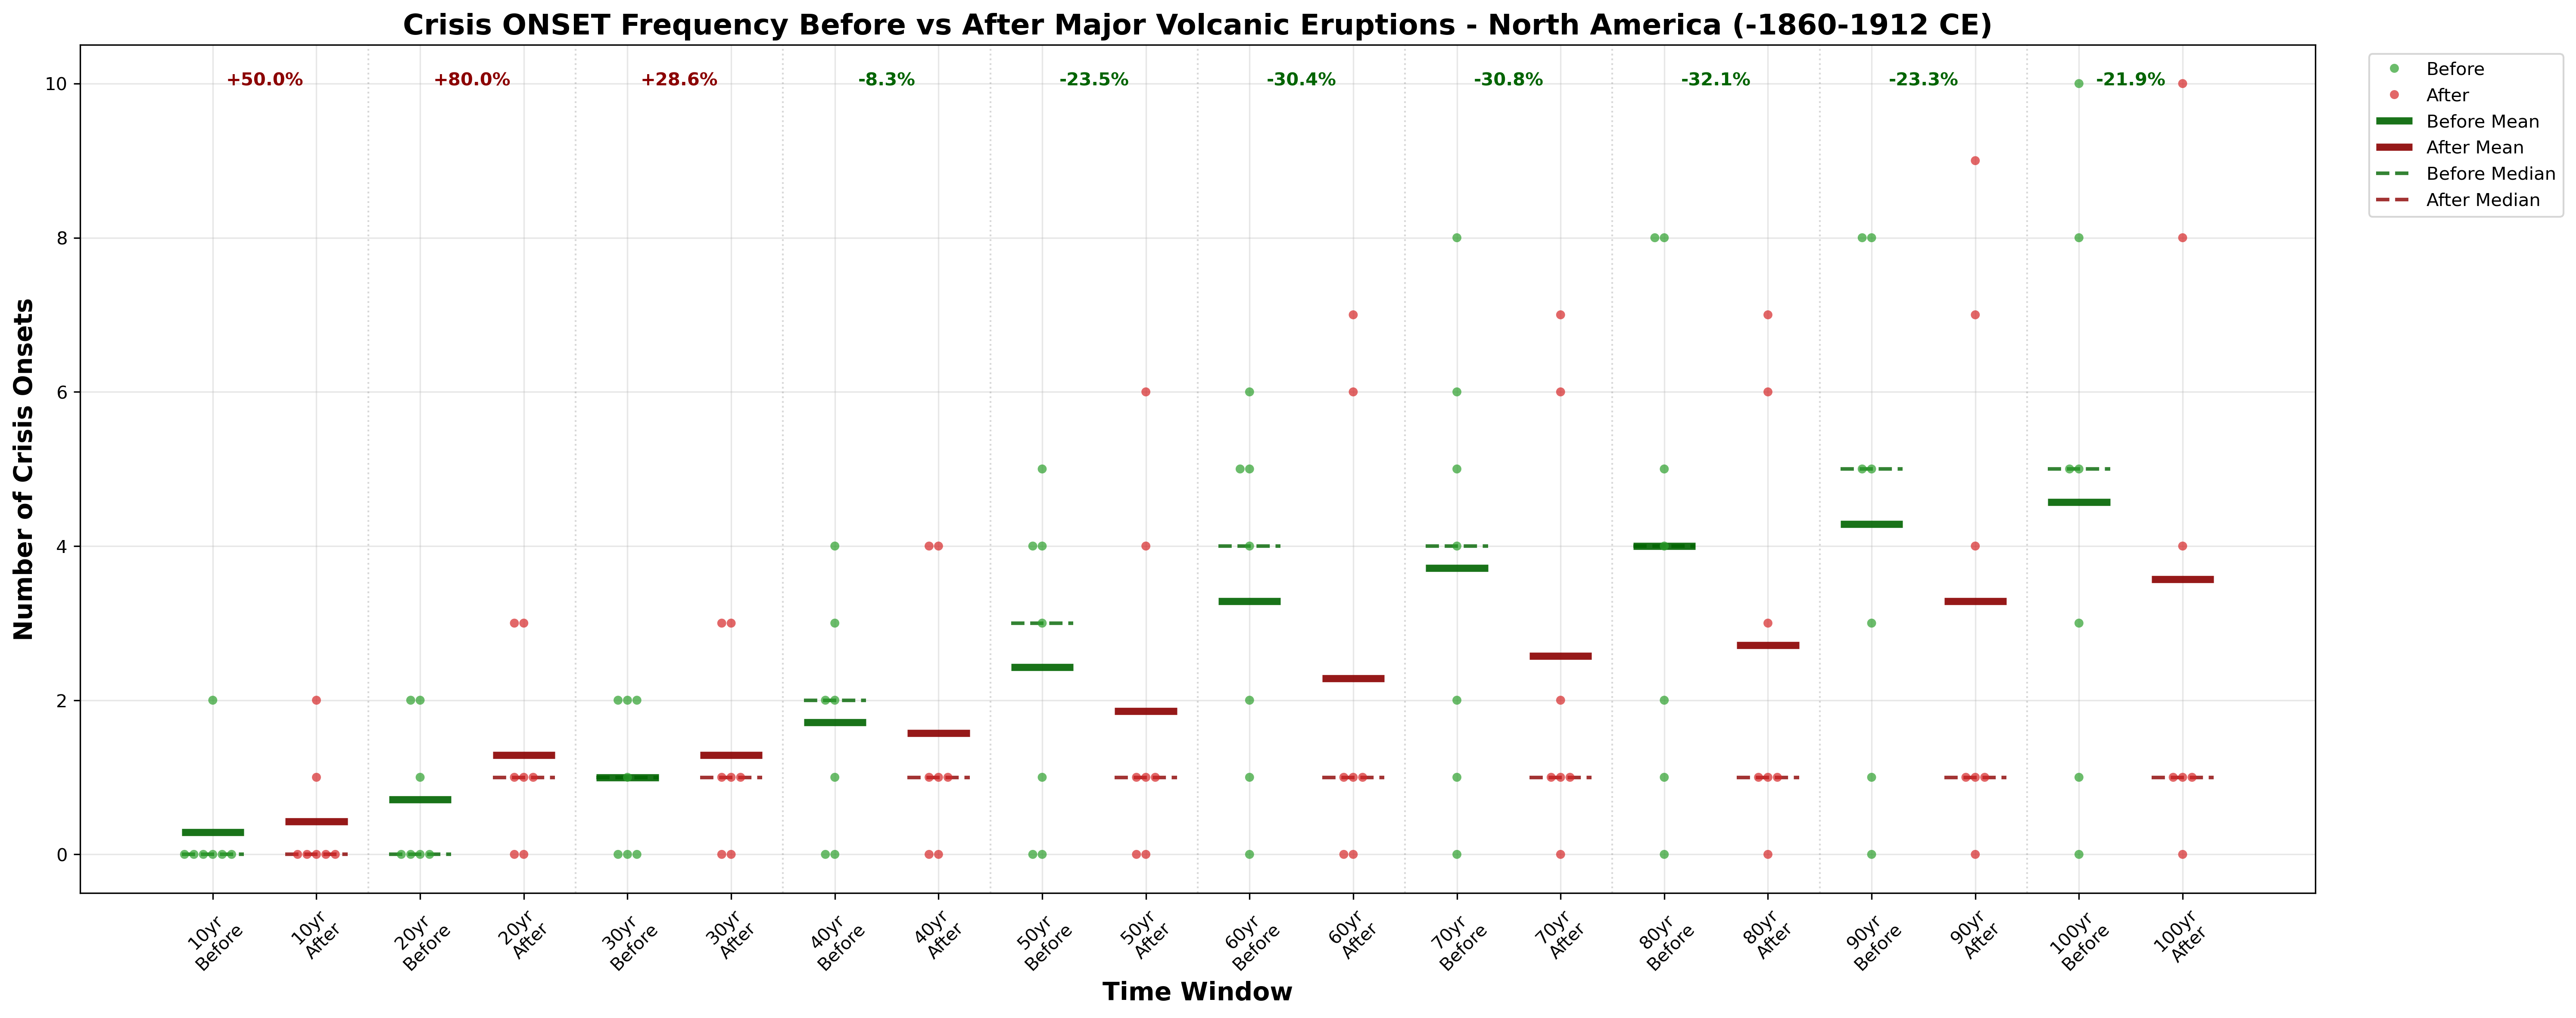 Crisis ONSET Frequency Before vs After Major Volcanic Eruptions - North America (-1860-1912 CE)
+50.0%
+80.0%
+28.6%
-8.3%
-23.5%
-30.4%
-30.8%
-32.1%
-23.3%
-21.9%
Before
After
Before Mean
After Mean
Before Median
After Median
Number of Crisis Onsets
10
8
6
4
2
0
10yr
Before
10yr
After
20yr
Before
20yr
After
30yr
Before
30yr
After
40yr
Before
40yr
After
50yr
Before
50yr
After
60yr
Before
60yr
After
70yr
Before
70yr
After
80yr
Before
80yr
After
90yr
Before
90yr
After
100yr
Before
100yr
After
Time Window